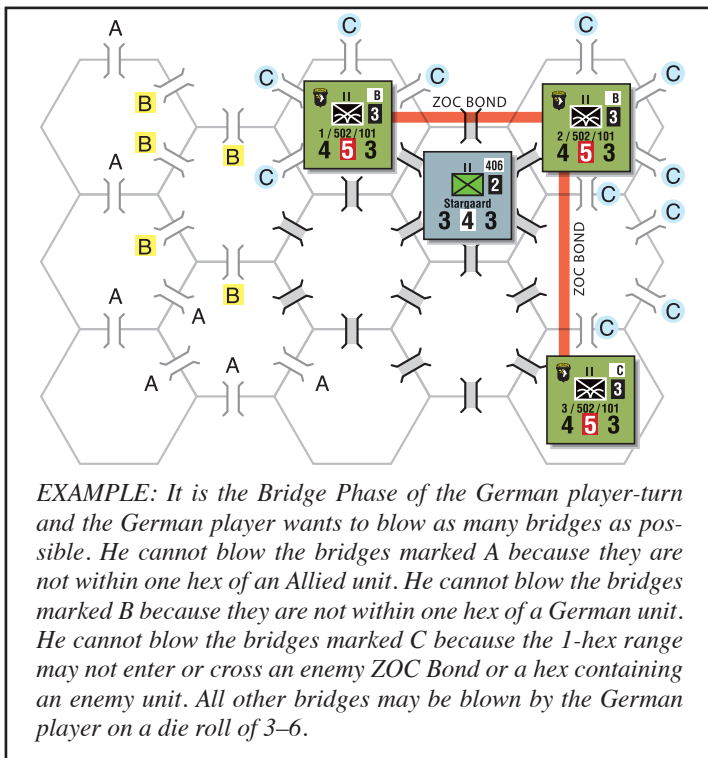 A
C
C
C
C
C
C
B
B
3
1 / 502 / 101
4 5 3
ZOC BOND
B
3
2 / 502 / 101
4 5 3
B
B
A
C
C
C
C
406
2
Stargaard
3 4 3
B
B
A
A
ZOC BOND
C
C
A
A
A
C
3
3 / 502 / 101
4 5 3
EXAMPLE: It is the Bridge Phase of the German player-turn
and the German player wants to blow as many bridges as pos-
sible. He cannot blow the bridges marked A because they are
not within one hex of an Allied unit. He cannot blow the bridges
marked B because they are not within one hex of a German unit.
He cannot blow the bridges marked C because the 1-hex range
may not enter or cross an enemy ZOC Bond or a hex containing
an enemy unit. All other bridges may be blown by the German
player on a die roll of 3–6.